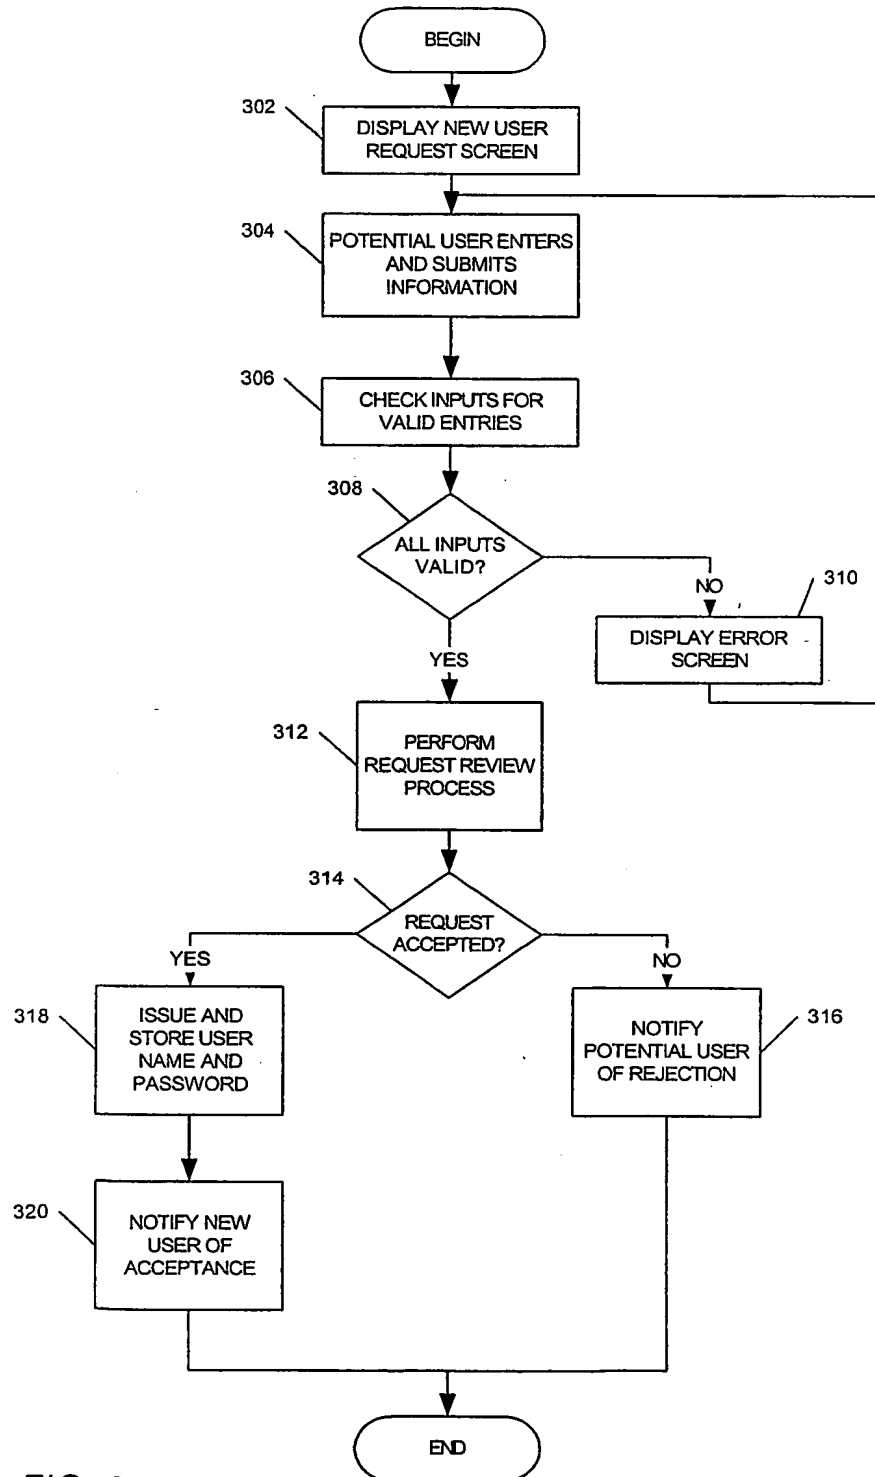 BEGIN
302
DISPLAY NEW USER
REQUEST SCREEN
304
POTENTIAL USER ENTERS
AND SUBMITS
INFORMATION
306
CHECK INPUTS FOR
VALID ENTRIES
308
ALL INPUTS
VALID?
NO
310
DISPLAY ERROR
SCREEN
YES
312
PERFORM
REQUEST REVIEW
PROCESS
314
REQUEST
ACCEPTED?
YES
NO
318
ISSUE AND
STORE USER
NAME AND
PASSWORD
316
NOTIFY
POTENTIAL USER
OF REJECTION
320
NOTIFY NEW
USER OF
ACCEPTANCE
END
FIG.